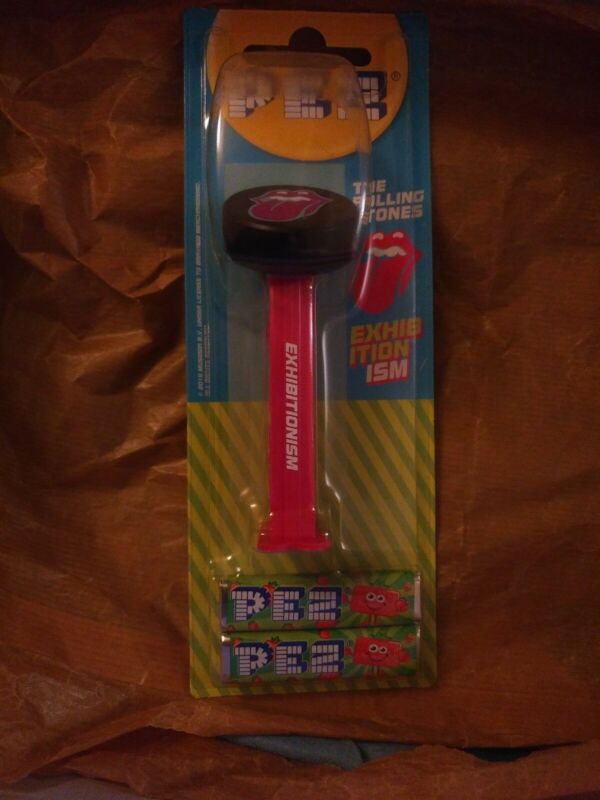 PEZ®
THE
ROLLING
STONES
EXHIB
ITION
ISM
EXHIBITIONISM
PEZ
PEZ